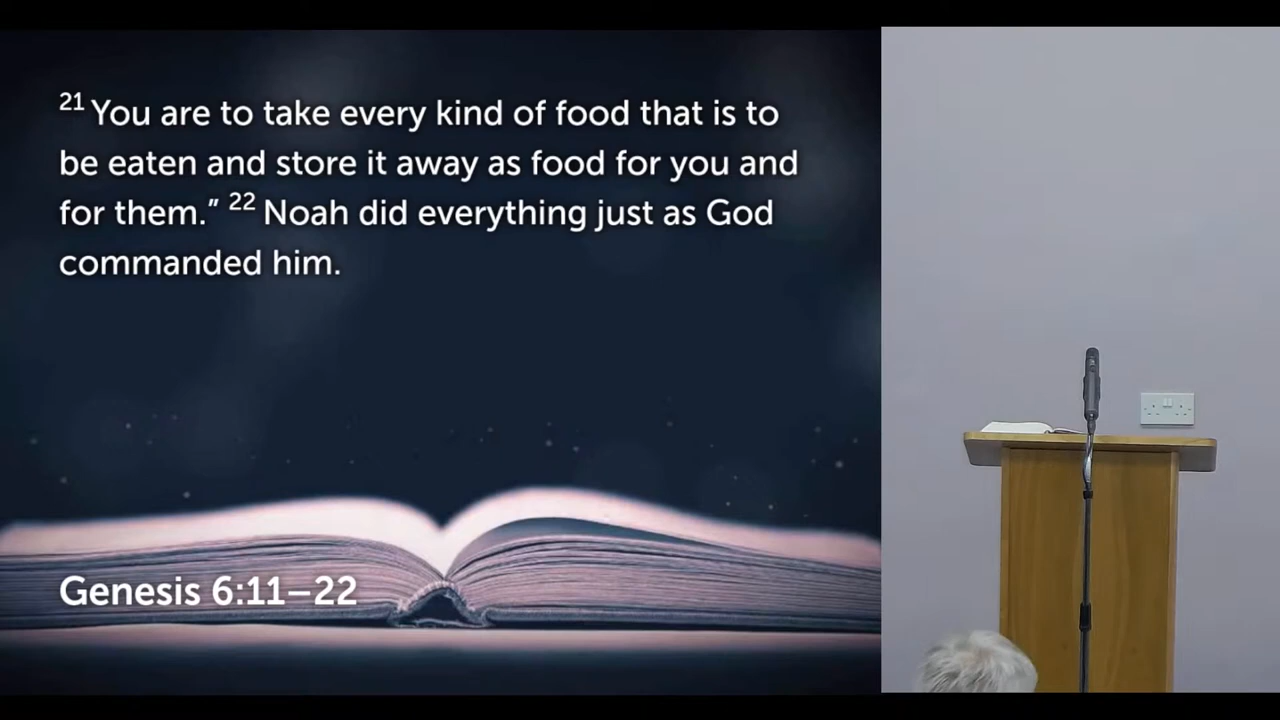 21 You are to take every kind of food that is to
be eaten and store it away as food for you and
for them.” 22 Noah did everything just as God
commanded him.
Genesis 6:11–22